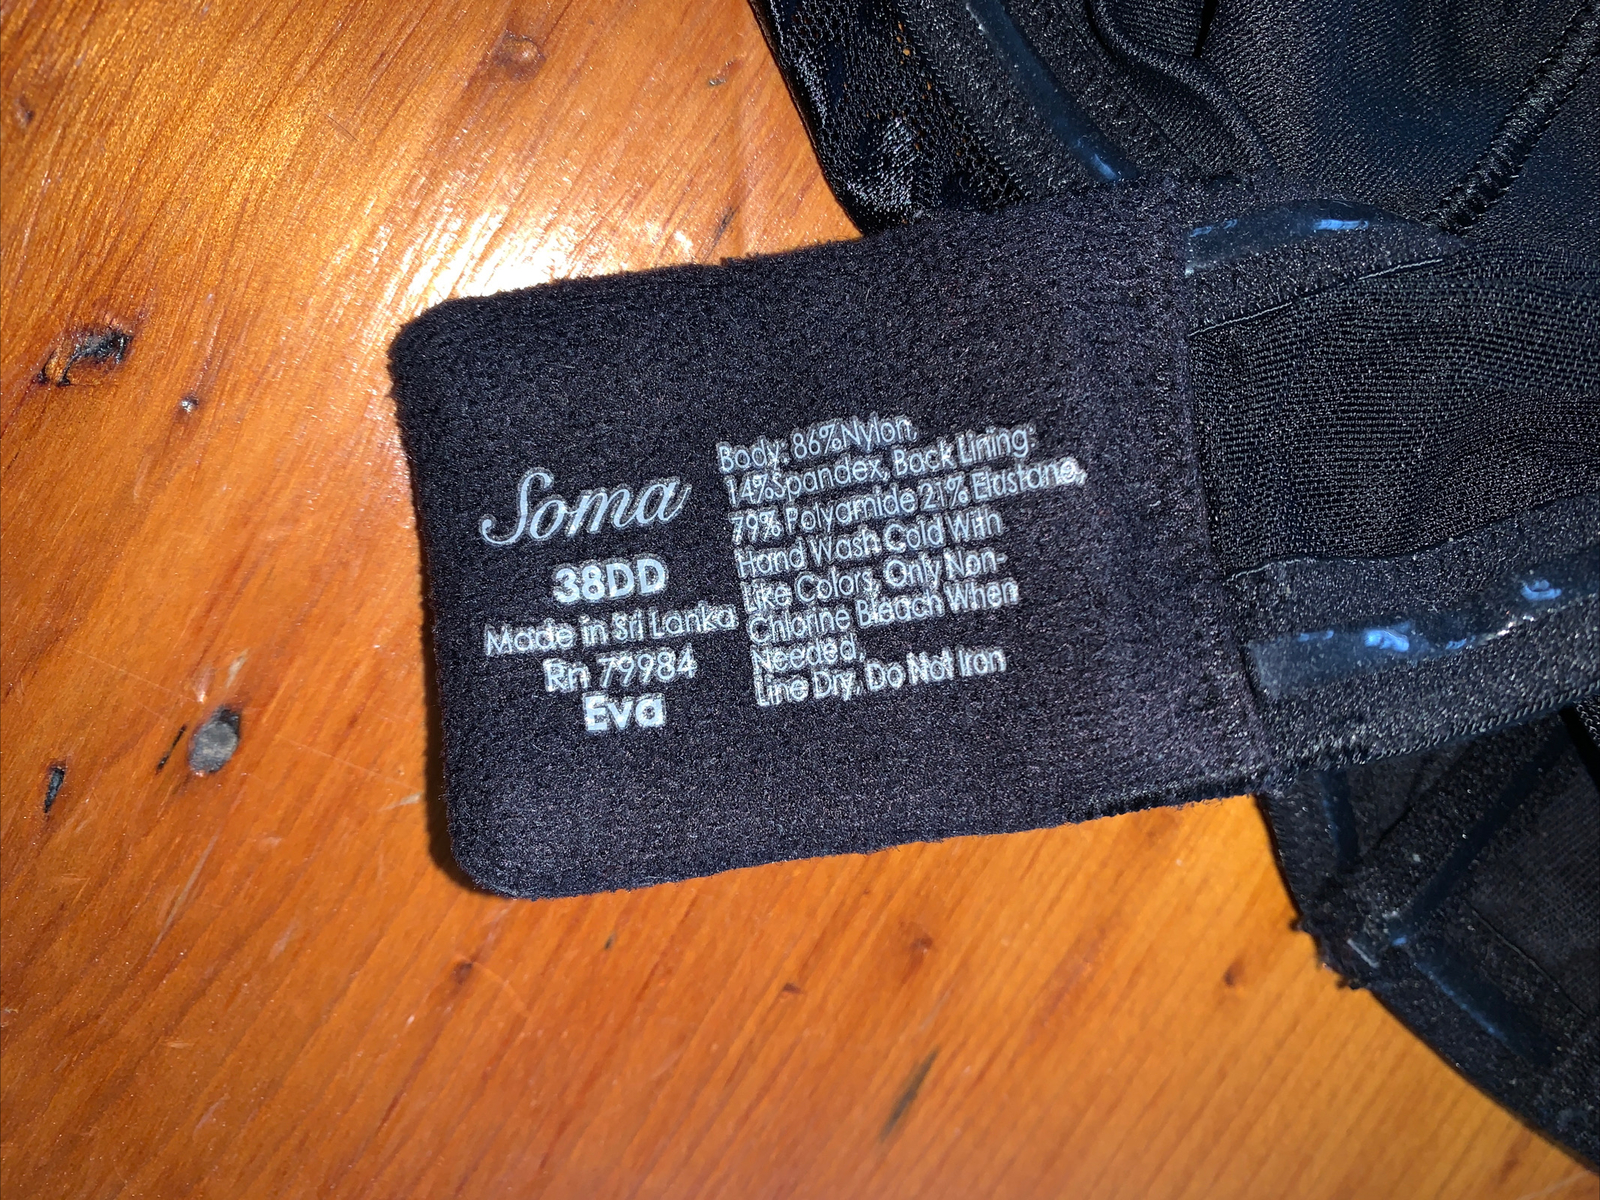 Soma
38DD
Made in Sri Lanka
Rn 79984
Eva
Body: 86%Nylon,
14%Spandex, Back Lining:
79% Polyamide 21% Elastane,
Hand Wash Cold With
Like Colors, Only Non-
Chlorine Bleach When
Needed,
Line Dry, Do Not Iron